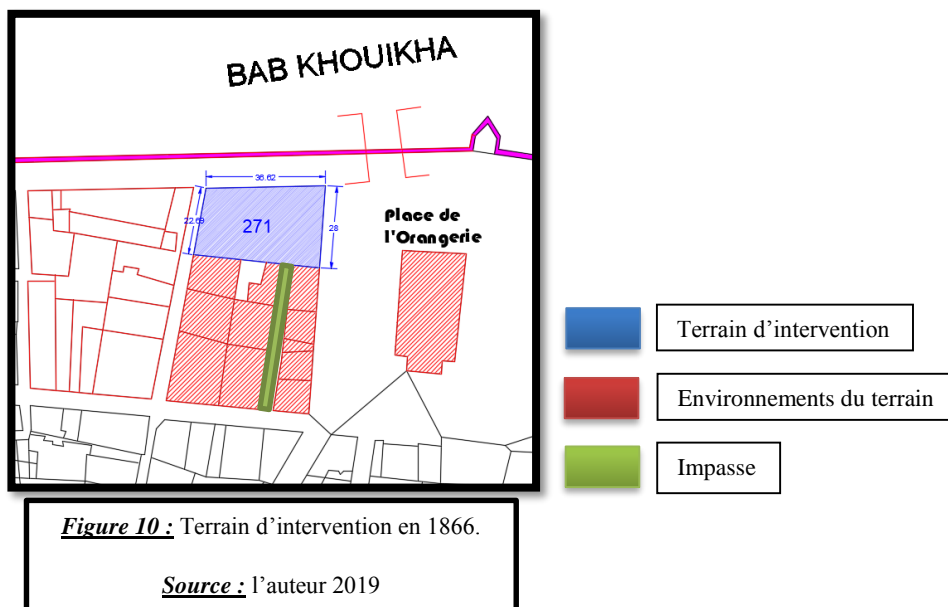 BAB KHOUIKHA
36.62
22.69
271
28
Place de
l'Orangerie
Terrain d'intervention
Environnements du terrain
Impasse
Figure 10 : Terrain d'intervention en 1866.
Source : l'auteur 2019